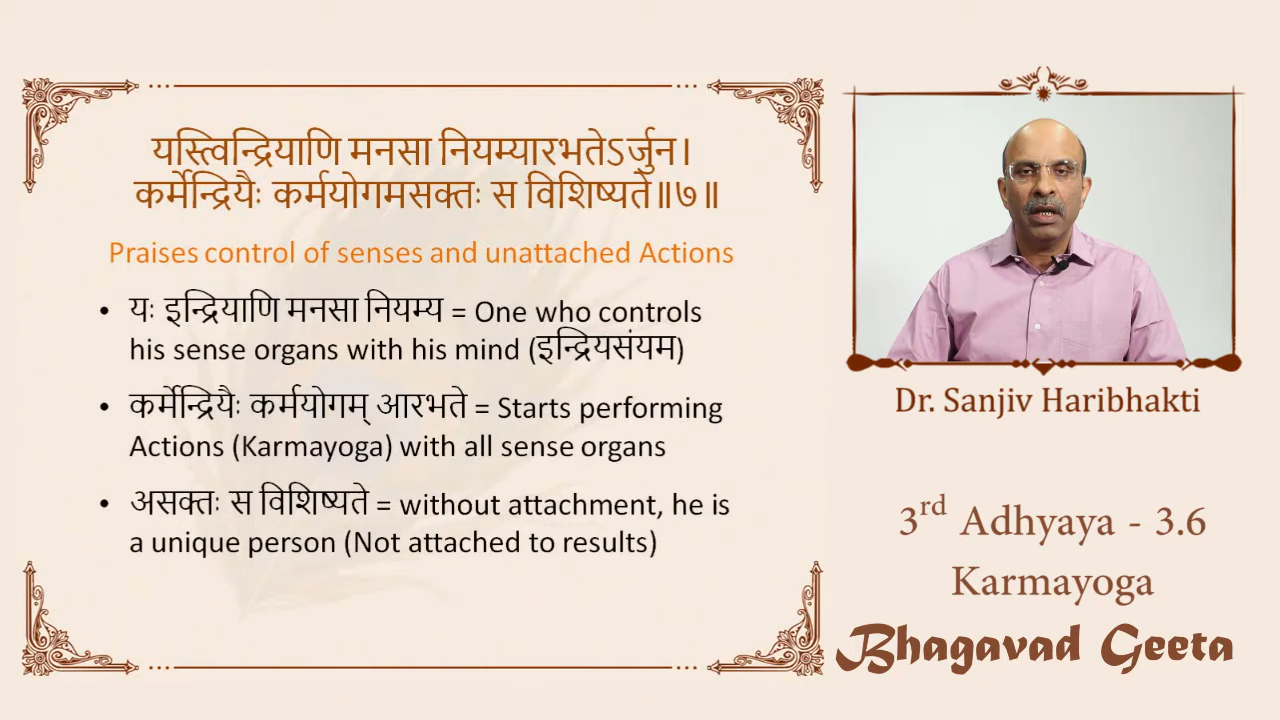 यस्त्विन्द्रियाणि मनसा नियम्यारभतेऽर्जुन।
कर्मेन्द्रियैः कर्मयोगमसक्तः स विशिष्यते॥७॥
Praises control of senses and unattached Actions
• यः इन्द्रियाणि मनसा नियम्य = One who controls
his sense organs with his mind (इन्द्रियसंयम)
• कर्मेन्द्रियैः कर्मयोगम् आरभते = Starts performing
Actions (Karmayoga) with all sense organs
• असक्तः स विशिष्यते = without attachment, he is
a unique person (Not attached to results)
Dr. Sanjiv Haribhakti
3rd Adhyaya - 3.6
Karmayoga
Bhagavad Geeta